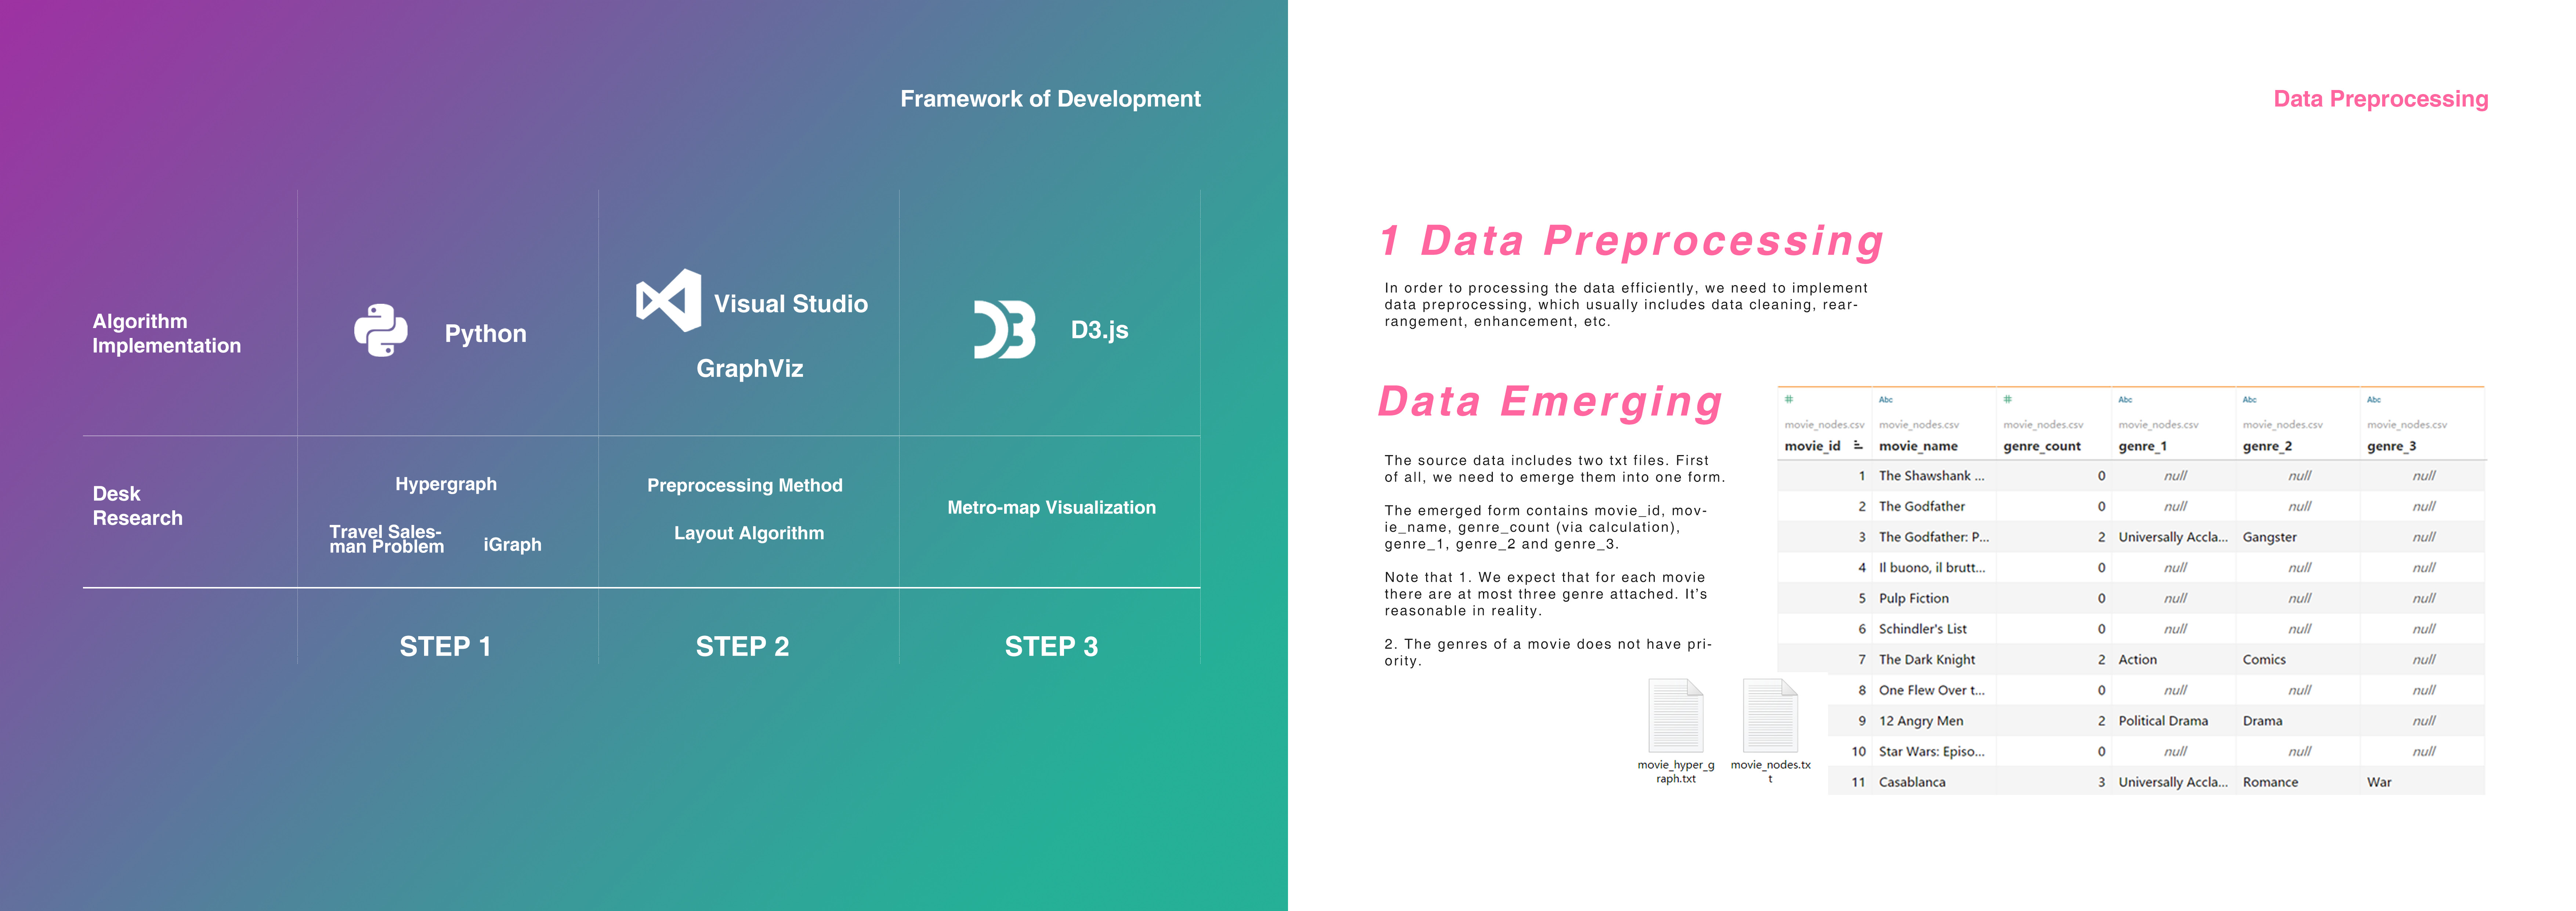 Framework of Development
Algorithm
Implementation
Python
Visual Studio
GraphViz
D3.js
Desk
Research
Hypergraph
Travel Sales-
man Problem
iGraph
Preprocessing Method
Layout Algorithm
Metro-map Visualization
STEP 1 STEP 2 STEP 3
Data Preprocessing
1 Data Preprocessing
In order to processing the data efficiently, we need to implement
data preprocessing, which usually includes data cleaning, rear-
rangement, enhancement, etc.
Data Emerging
The source data includes two txt files. First
of all, we need to emerge them into one form.
The emerged form contains movie_id, mov-
ie_name, genre_count (via calculation),
genre_1, genre_2 and genre_3.
Note that 1. We expect that for each movie
there are at most three genre attached. It's
reasonable in reality.
2. The genres of a movie does not have pri-
ority.
movie_hyper_g
raph.txt
movie_nodes.tx
t
# Abc # Abc Abc Abc
movie_nodes.csv movie_nodes.csv movie_nodes.csv movie_nodes.csv movie_nodes.csv movie_nodes.csv
movie_id movie_name genre_count genre_1 genre_2 genre_3
1 The Shawshank ... 0 null null null
2 The Godfather 0 null null null
3 The Godfather: P... 2 Universally Accla... Gangster null
4 Il buono, il brutt... 0 null null null
5 Pulp Fiction 0 null null null
6 Schindler's List 0 null null null
7 The Dark Knight 2 Action Comics null
8 One Flew Over t... 0 null null null
9 12 Angry Men 2 Political Drama Drama null
10 Star Wars: Episo... 0 null null null
11 Casablanca 3 Universally Accla... Romance War